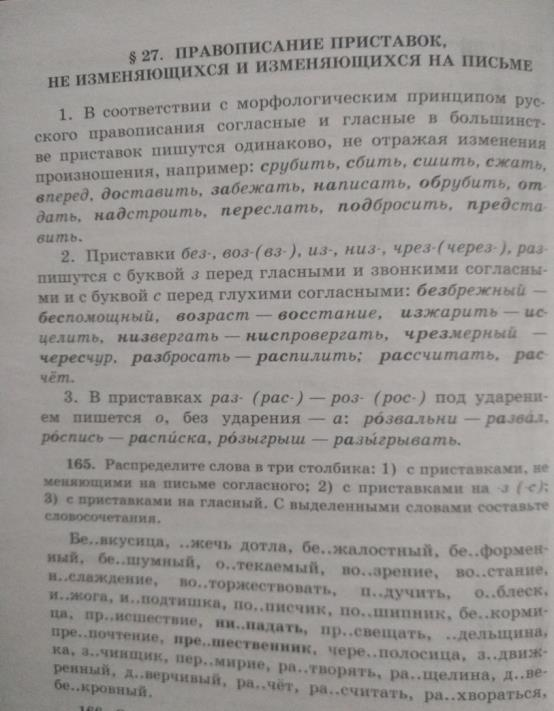 § 27. ПРАВОПИСАНИЕ ПРИСТАВОК,
НЕ ИЗМЕНЯЮЩИХСЯ И ИЗМЕНЯЮЩИХСЯ НА ПИСЬМЕ
1. В соответствии с морфологическим принципом рус-
ского правописания согласные и гласные в большинст-
ве приставок пишутся одинаково, не отражая изменения
произношения, например: срубить, сбить, сшить, сжать,
вперед, доставить, забежать, написать, обрубить, от
дать, надстроить, переслать, подбросить, предста-
вить.
2. Приставки без-, воз-(вз-), из-, низ-, чрез-(через-), раз-
пишутся с буквой з перед гласными и звонкими согласны-
ми и с буквой с перед глухими согласными: безбрежный —
беспомощный, возраст — восстание, изжарить — ис-
целить, низвергать — ниспровергать, чрезмерный —
чересчур, разбросать — распилить; рассчитать, рас-
чёт.
3. В приставках раз- (рас-) — роз- (рос-) под ударени-
ем пишется о, без ударения — а: ро́звальни — разва́л,
ро́спись — распи́ска, ро́зыгрыш — разы́грывать.
165. Распределите слова в три столбика: 1) с приставками, не
меняющими на письме согласного; 2) с приставками на -з (-с);
3) с приставками на гласный. С выделенными словами составьте
словосочетания.
Бе..вкусица, ..жечь дотла, бе..жалостный, бе..формен-
ный, бе..шумный, о..текаемый, во..зрение, во..стание,
н..слаждение, во..торжествовать, п..дучить, о..блеск,
и..жога, и..подтишка, по..писчик, по..шипник, бе..корми-
ца, пр..исшествие, ни..падать, пр..свещать, ..дельщина,
пре..почтение, пре..шественник, чере..полосица, з..движ-
ка, з..чинщик, пер..мирие, ра..творять, ра..щелина, д..ве-
ренный, д..верчивый, ра..чёт, ра..считать, ра..хвораться,
бе..кровный.